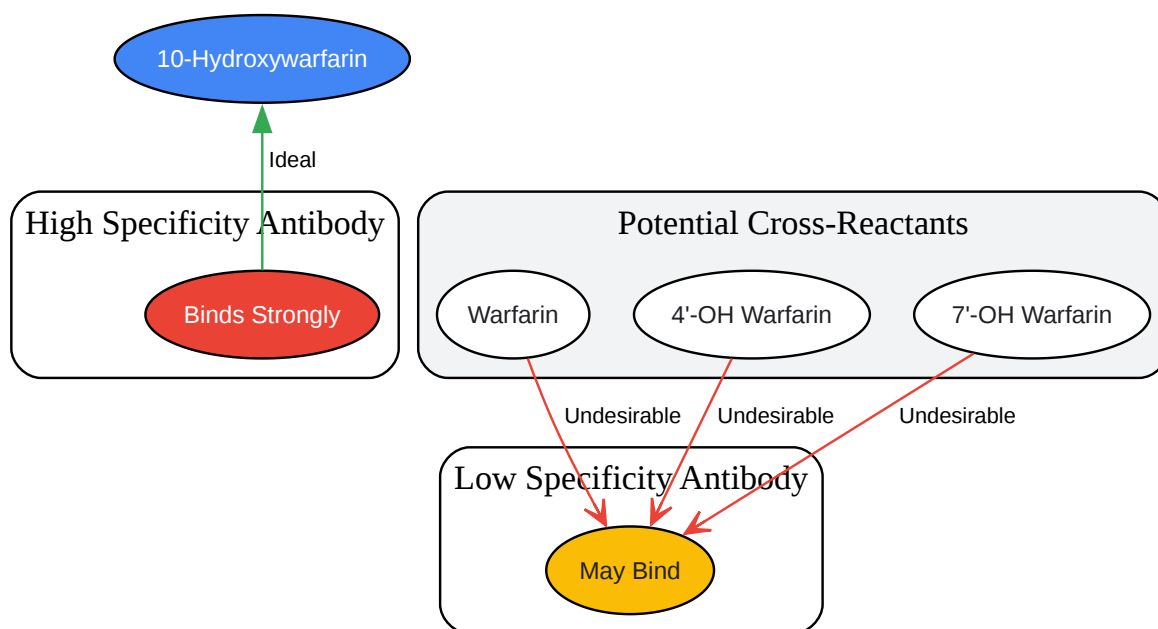 10-Hydroxywarfarin
Ideal
High Specificity Antibody
Binds Strongly
Potential Cross-Reactants
Warfarin
4'-OH Warfarin
7'-OH Warfarin
Undesirable
Undesirable
Undesirable
Low Specificity Antibody
May Bind